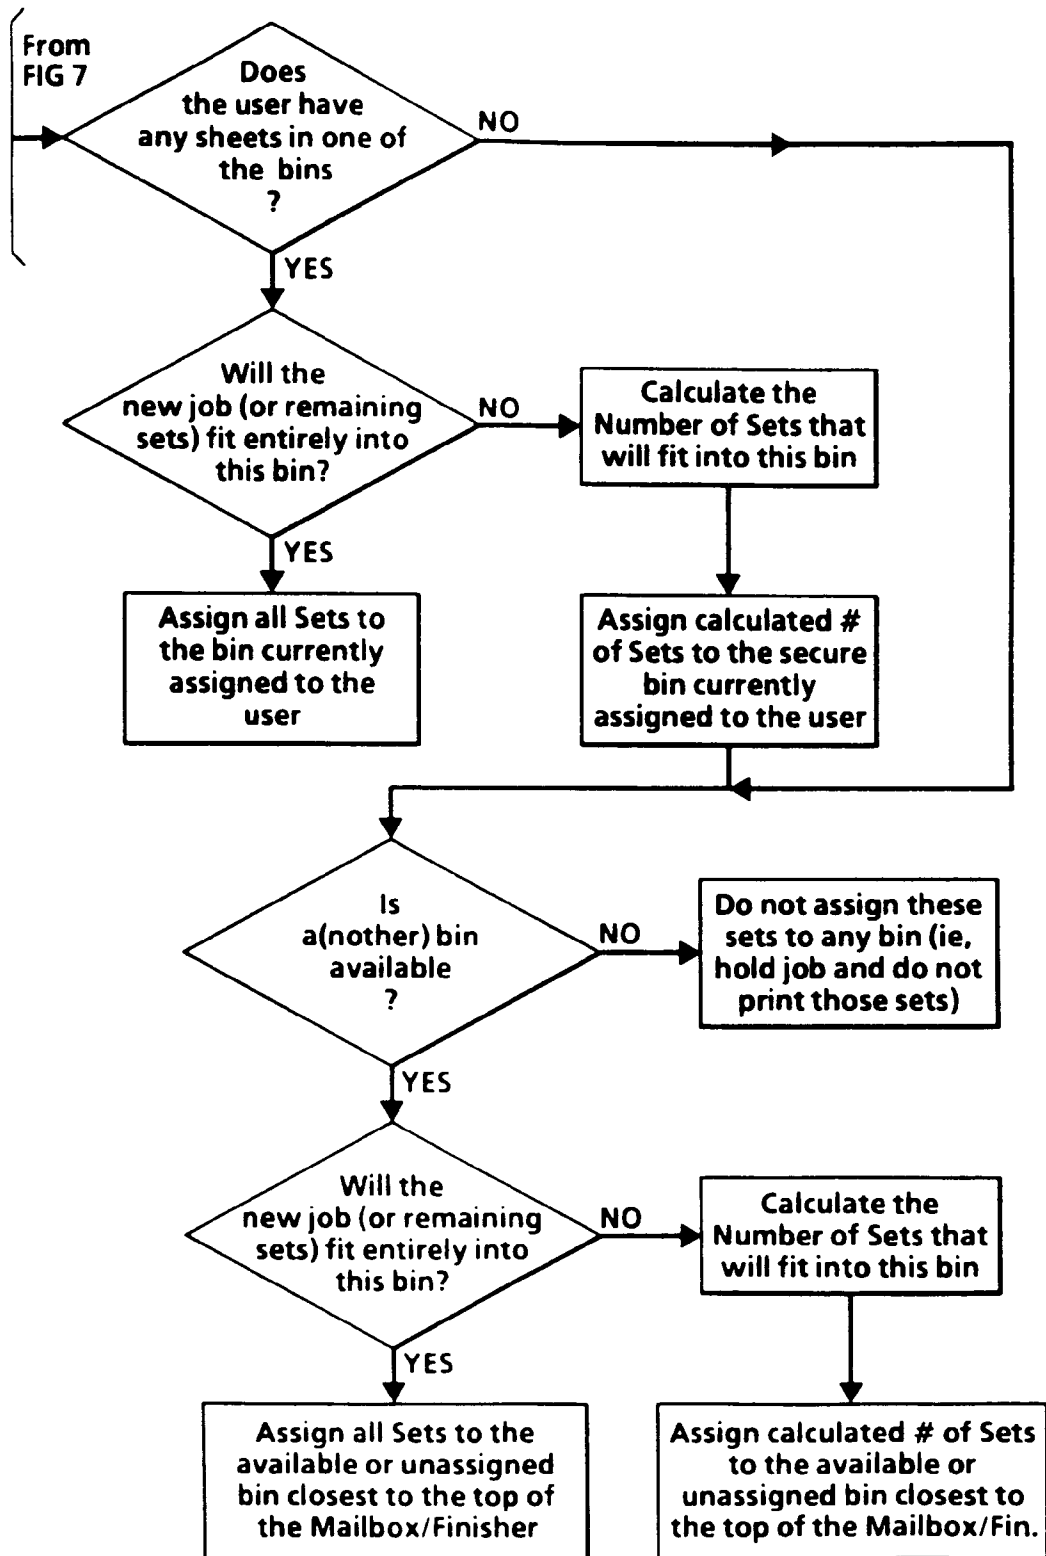 From
FIG 7
Does
the user have
any sheets in one of
the bins
?
NO
YES
Will the
new job (or remaining
sets) fit entirely into
this bin?
NO
Calculate the
Number of Sets that
will fit into this bin
YES
Assign all Sets to
the bin currently
assigned to the
user
Assign calculated #
of Sets to the secure
bin currently
assigned to the user
Is
a(nother) bin
available
?
NO
Do not assign these
sets to any bin (ie,
hold job and do not
print those sets)
YES
Will the
new job (or remaining
sets) fit entirely into
this bin?
NO
Calculate the
Number of Sets that
will fit into this bin
YES
Assign all Sets to the
available or unassigned
bin closest to the top of
the Mailbox/Finisher
Assign calculated # of Sets
to the available or
unassigned bin closest to
the top of the Mailbox/Fin.